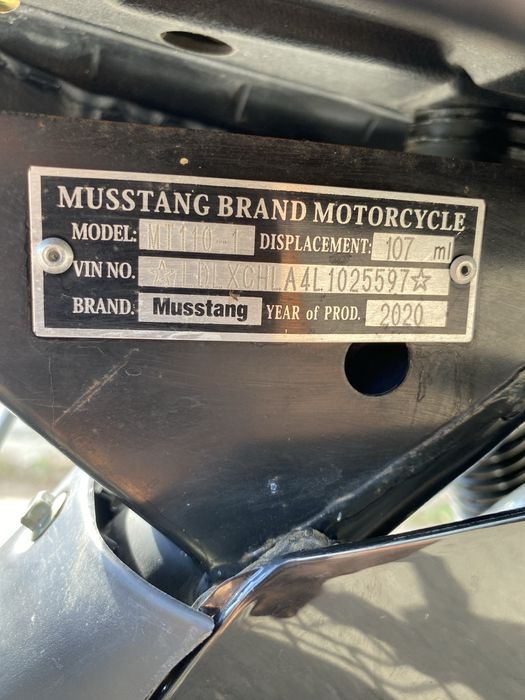 MUSSTANG BRAND MOTORCYCLE
MODEL: MT110-1 DISPLACEMENT: 107 ml
VIN NO. ☆LDLXCHLA4L1025597☆
BRAND. Musstang YEAR of PROD. 2020